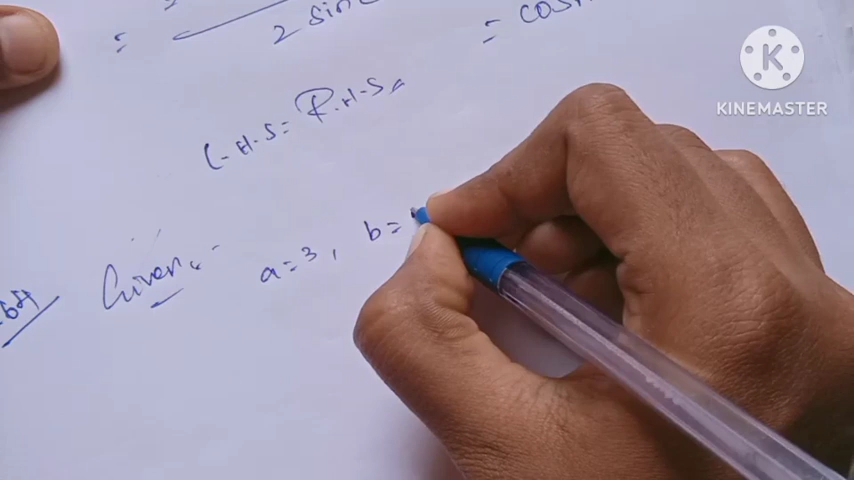 = 2 sin
= cos
L-H-S = R.H-S
Given :- a = 3, b =
KINEMASTER